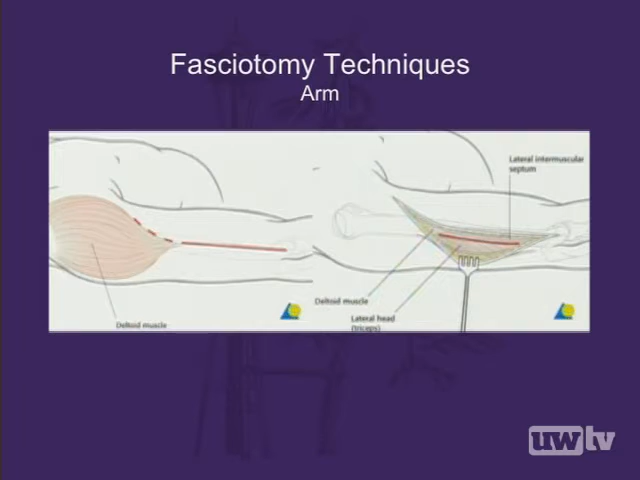 Fasciotomy Techniques
Arm
Lateral intermuscular
septum
Deltoid muscle
Lateral head
(triceps)
Deltoid muscle
uwtv